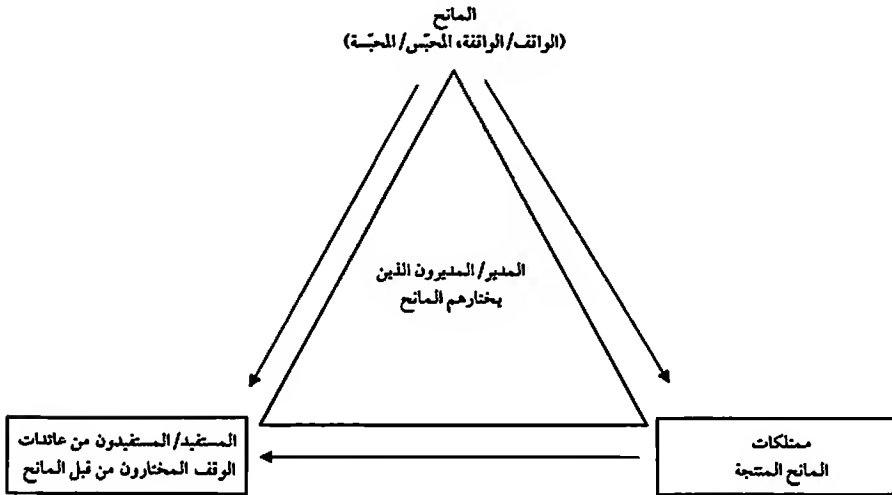 المانح
(الواقف/الواقفة، المحبّس/المحبّسة)
المدير/المديرون الذين
يختارهم المانح
ممتلكات
المانح المنتجة
المستفيد/المستفيدون من عائدات
الوقف المختارون من قبل المانح